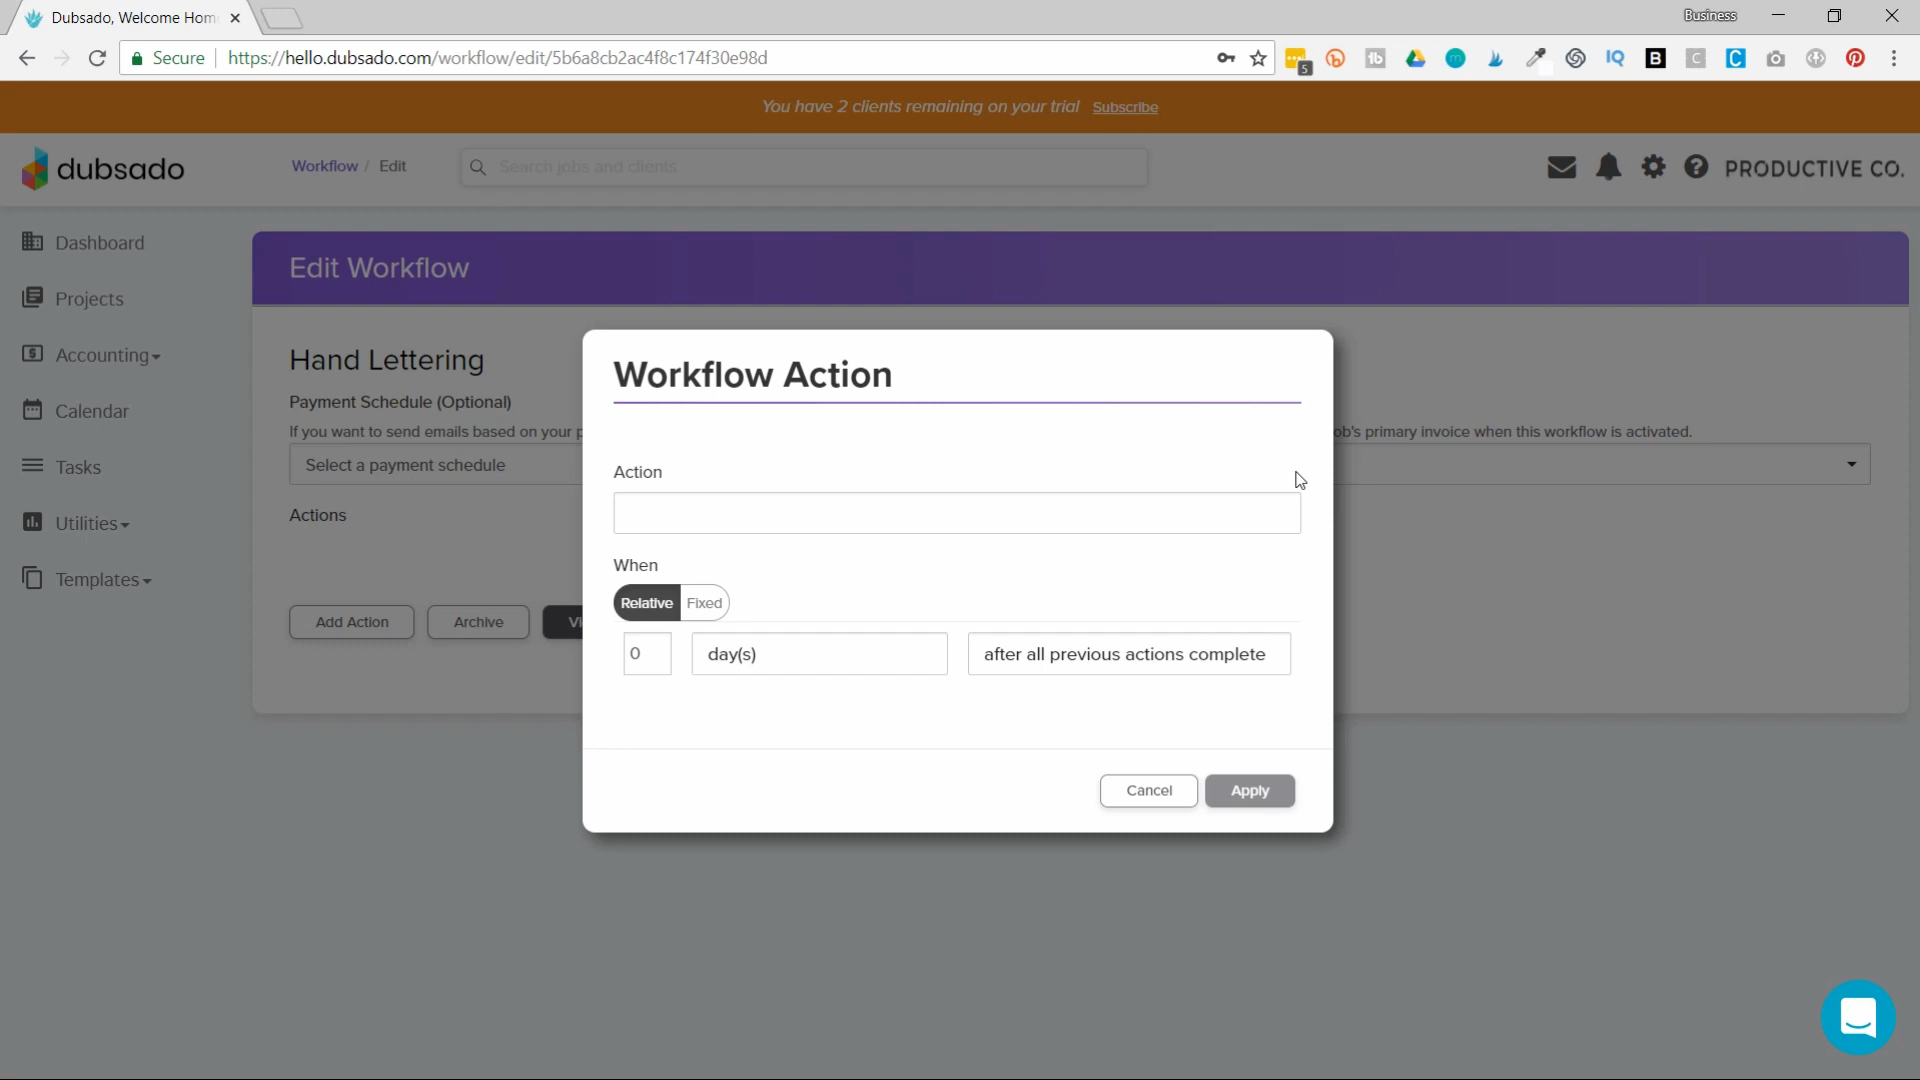 Dubsado, Welcome Hom
Business
Secure
https://hello.dubsado.com/workflow/edit/5b6a8cb2ac4f8c174f30e98d
5
b
tb
m
IQ
B
C
C
You have 2 clients remaining on your trial Subscribe
dubsado
Workflow / Edit
Search jobs and clients
PRODUCTIVE CO.
Dashboard
Projects
Accounting
Calendar
Tasks
Utilities
Templates
Edit Workflow
Hand Lettering
Payment Schedule (Optional)
If you want to send emails based on your p
ob's primary invoice when this workflow is activated.
Select a payment schedule
Actions
Add Action
Archive
Vi
Workflow Action
Action
When
Relative Fixed
0 day(s) after all previous actions complete
Cancel Apply